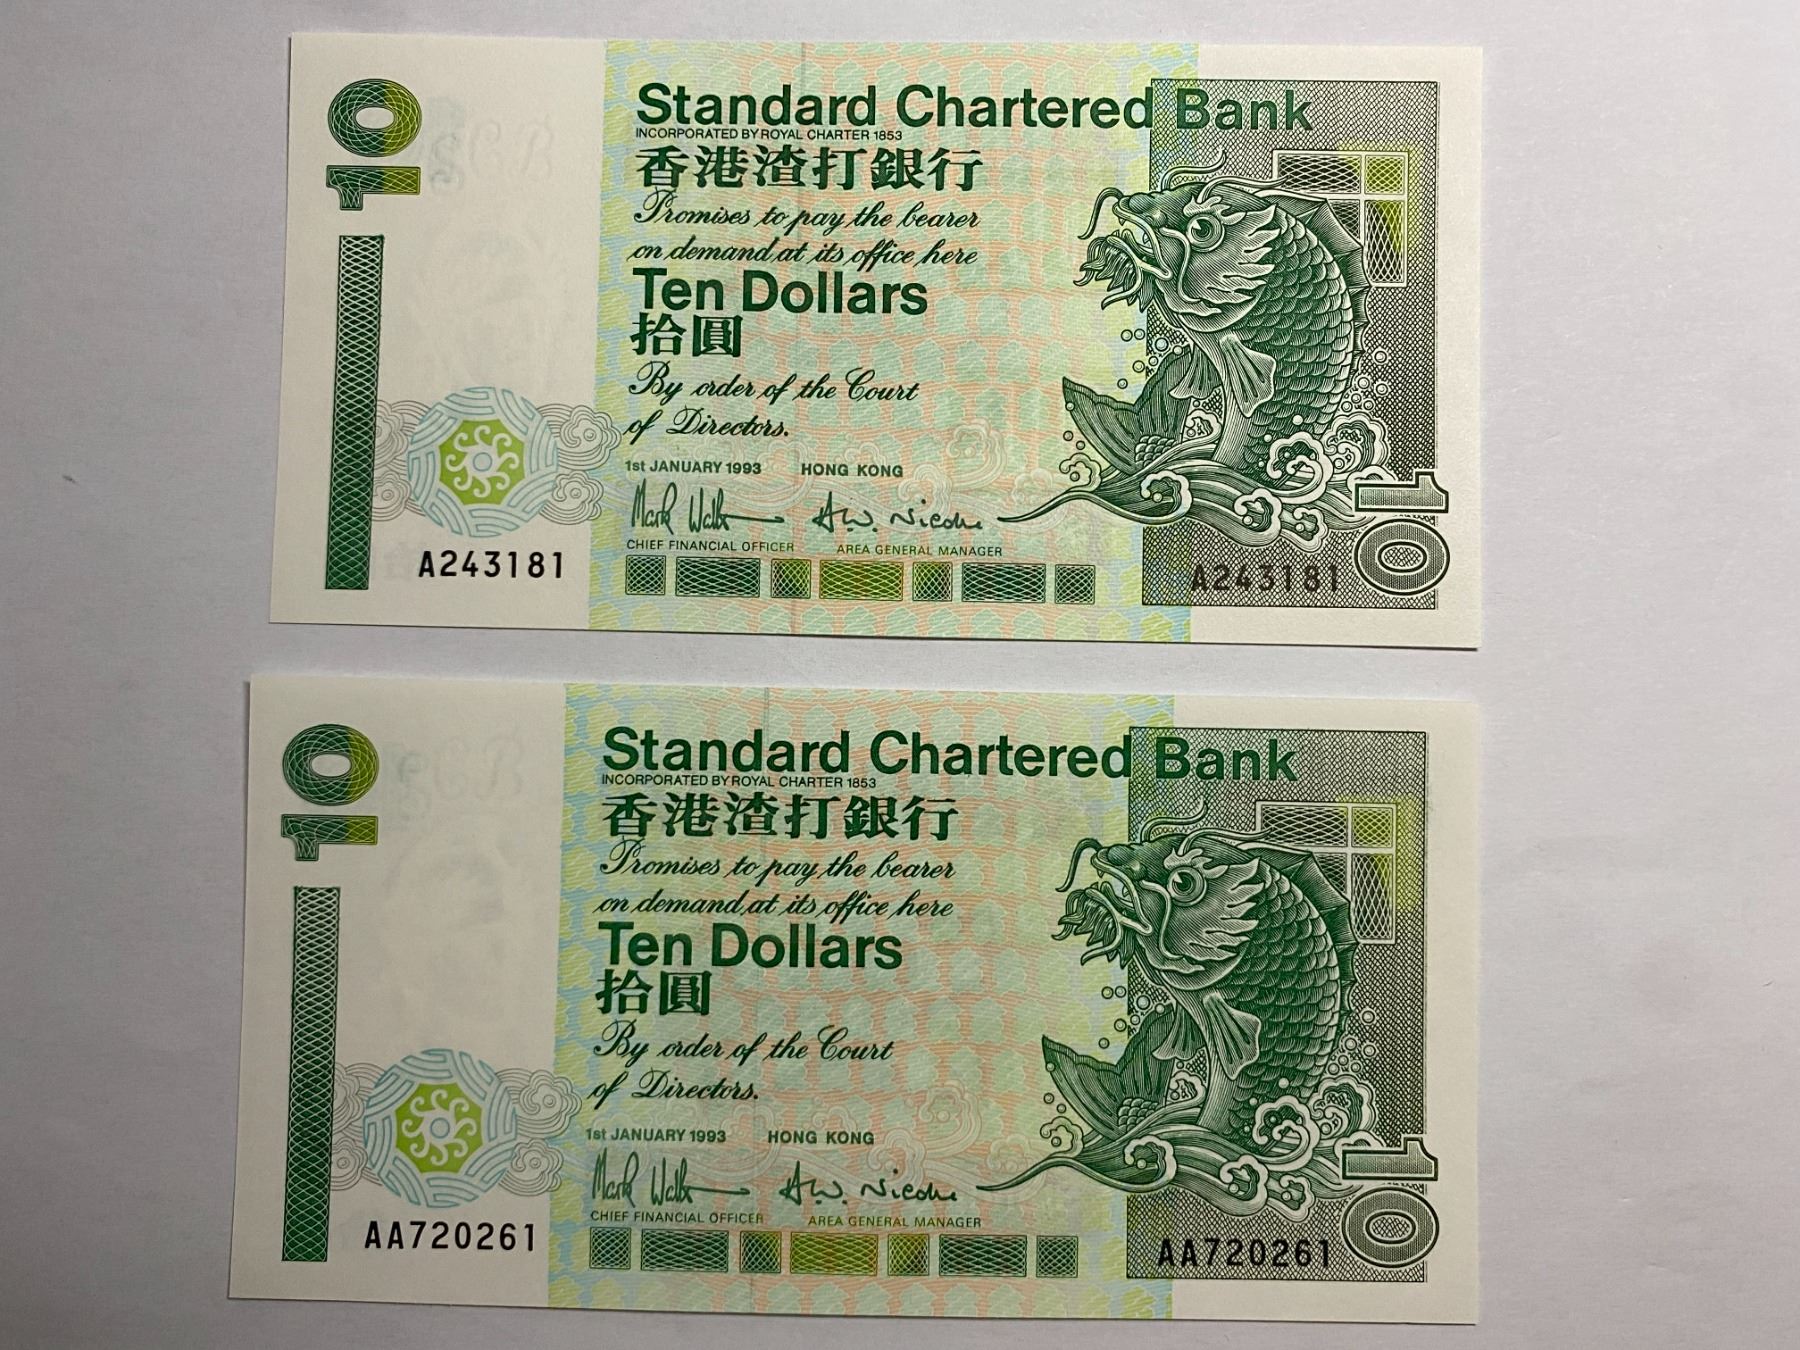 10
Standard Chartered Bank
INCORPORATED BY ROYAL CHARTER 1853
香港渣打銀行
Promises to pay the bearer
on demand at its office here
Ten Dollars
拾圓
By order of the Court
of Directors.
1st JANUARY 1993 HONG KONG
CHIEF FINANCIAL OFFICER AREA GENERAL MANAGER
A243181 A243181
10
10
Standard Chartered Bank
INCORPORATED BY ROYAL CHARTER 1853
香港渣打銀行
Promises to pay the bearer
on demand at its office here
Ten Dollars
拾圓
By order of the Court
of Directors.
1st JANUARY 1993 HONG KONG
CHIEF FINANCIAL OFFICER AREA GENERAL MANAGER
AA720261 AA720261
10